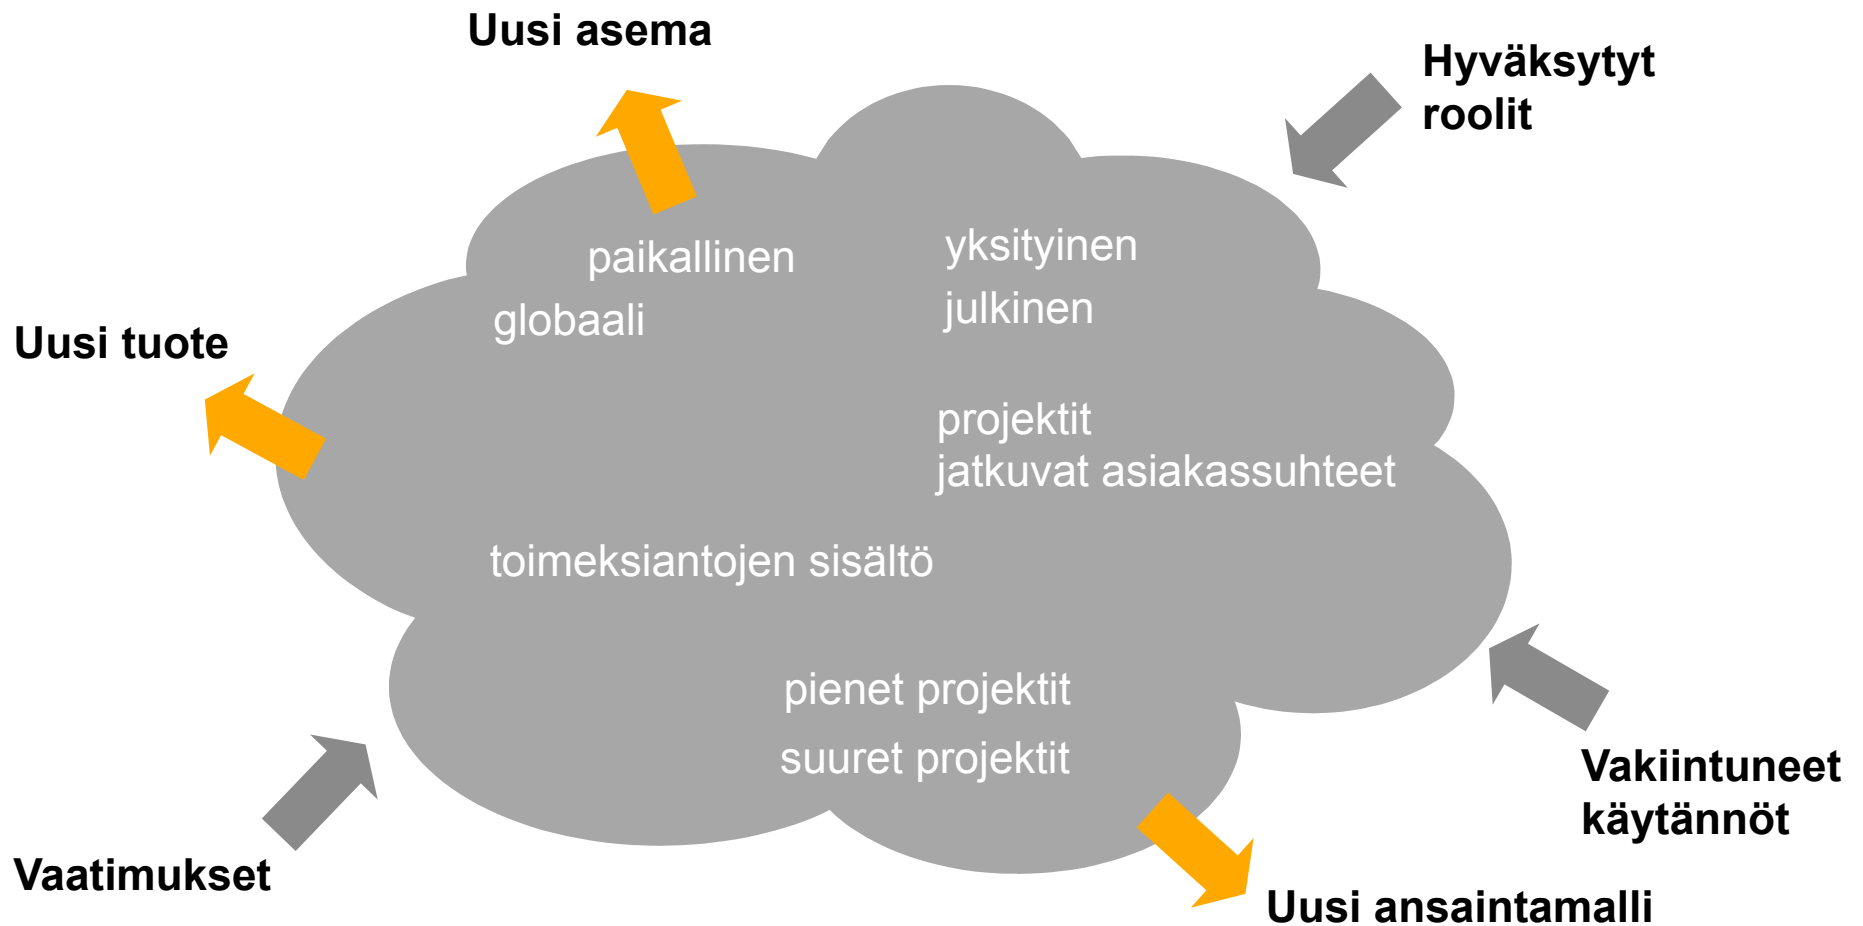 Uusi asema
Hyväksytyt
roolit
paikallinen
globaali
yksityinen
julkinen
Uusi tuote
projektit
jatkuvat asiakassuhteet
toimeksiantojen sisältö
pienet projektit
suuret projektit
Vakiintuneet
käytännöt
Vaatimukset
Uusi ansaintamalli